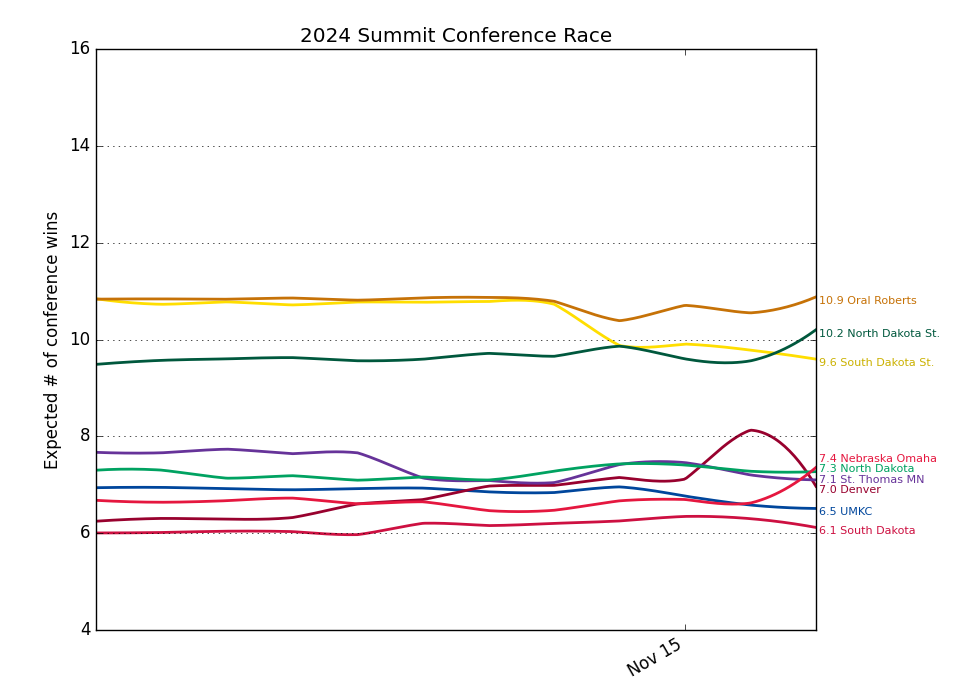 2024 Summit Conference Race
Expected # of conference wins
16
14
12
10
8
6
4
Nov 15
10.9 Oral Roberts
10.2 North Dakota St.
9.6 South Dakota St.
7.4 Nebraska Omaha
7.3 North Dakota
7.1 St. Thomas MN
7.0 Denver
6.5 UMKC
6.1 South Dakota